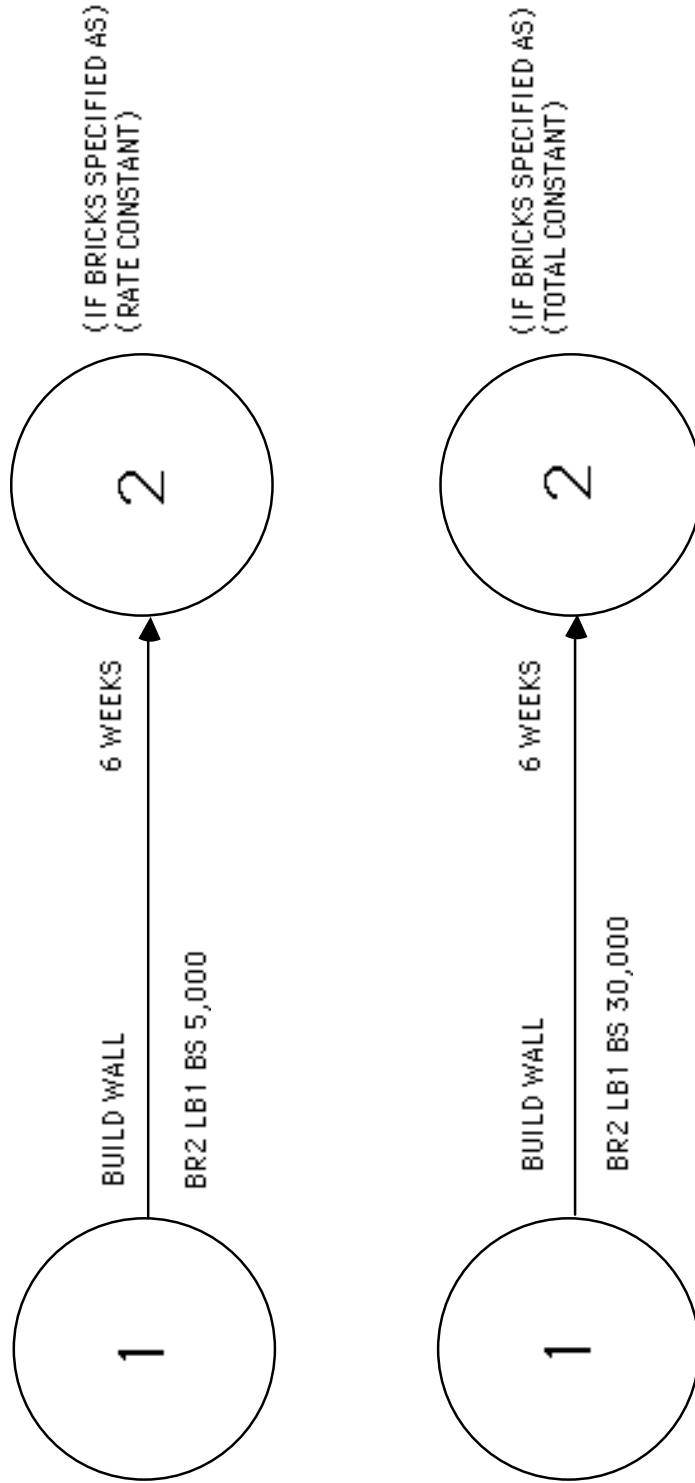 1
BUILD WALL
6 WEEKS
BR2 LB1 BS 5,000
2
(IF BRICKS SPECIFIED AS)
(RATE CONSTANT)
1
BUILD WALL
6 WEEKS
BR2 LB1 BS 30,000
2
(IF BRICKS SPECIFIED AS)
(TOTAL CONSTANT)